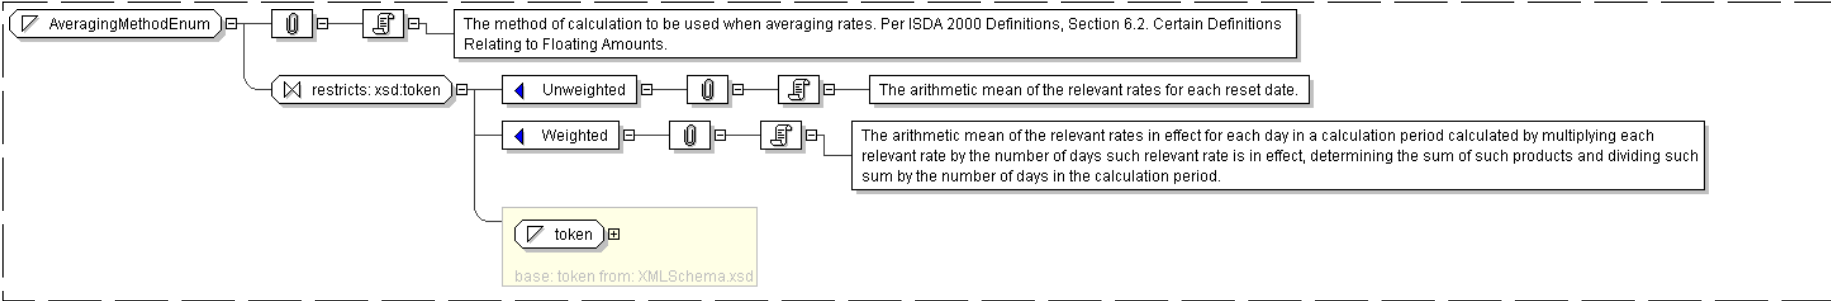 AveragingMethodEnum
The method of calculation to be used when averaging rates. Per ISDA 2000 Definitions, Section 6.2. Certain Definitions
Relating to Floating Amounts.
restricts: xsd:token
Unweighted
The arithmetic mean of the relevant rates for each reset date.
Weighted
The arithmetic mean of the relevant rates in effect for each day in a calculation period calculated by multiplying each
relevant rate by the number of days such relevant rate is in effect, determining the sum of such products and dividing such
sum by the number of days in the calculation period.
token
base: token from: XMLSchema.xsd